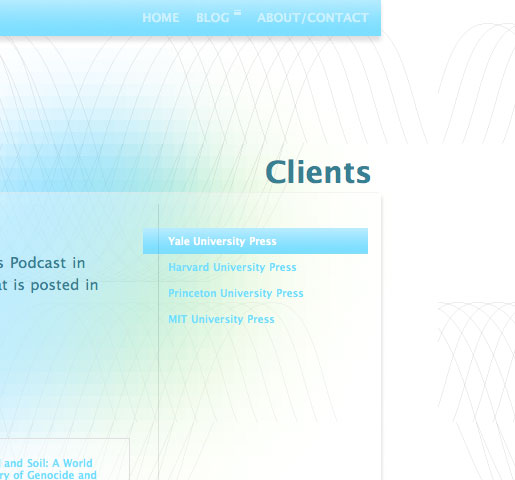 HOME BLOG ABOUT/CONTACT
Clients
s Podcast in
at is posted in
Yale University Press
Harvard University Press
Princeton University Press
MIT University Press
and Soil: A World
ry of Genocide and